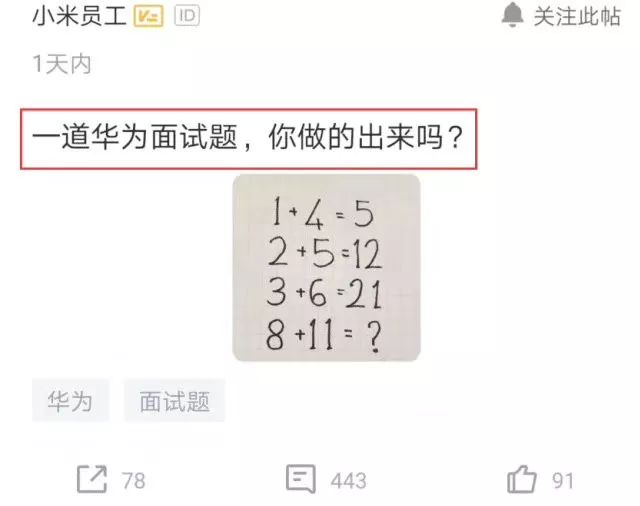 小米员工 V= ID
关注此帖
1天内
一道华为面试题，你做的出来吗？
1+4=5
2+5=12
3+6=21
8+11=?
华为 面试题
78 443 91